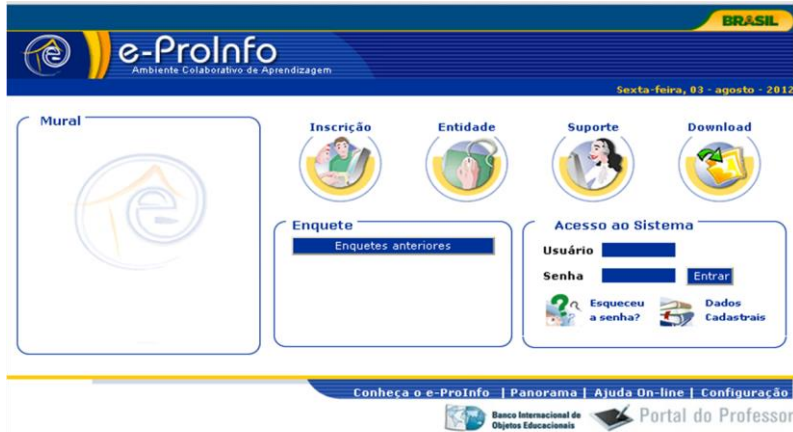 BRASIL
e
e-ProInfo
Ambiente Colaborativo de Aprendizagem
Sexta-feira, 03 - agosto - 2012
Mural
e
Inscrição
Entidade
Suporte
Download
Enquete
Enquetes anteriores
Acesso ao Sistema
Usuário
Senha
Entrar
Esqueceu
a senha?
Dados
Cadastrais
Conheça o e-ProInfo | Panorama | Ajuda On-line | Configuração
Banco Internacional de
Objetos Educacionais
Portal do Professor